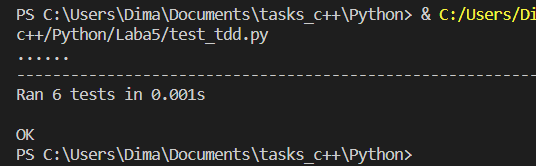 PS C:\Users\Dima\Documents\tasks_c++\Python> & C:/Users/Di
c++/Python/Laba5/test_tdd.py
......
----------------------------------------------------------------------
Ran 6 tests in 0.001s
OK
PS C:\Users\Dima\Documents\tasks_c++\Python>